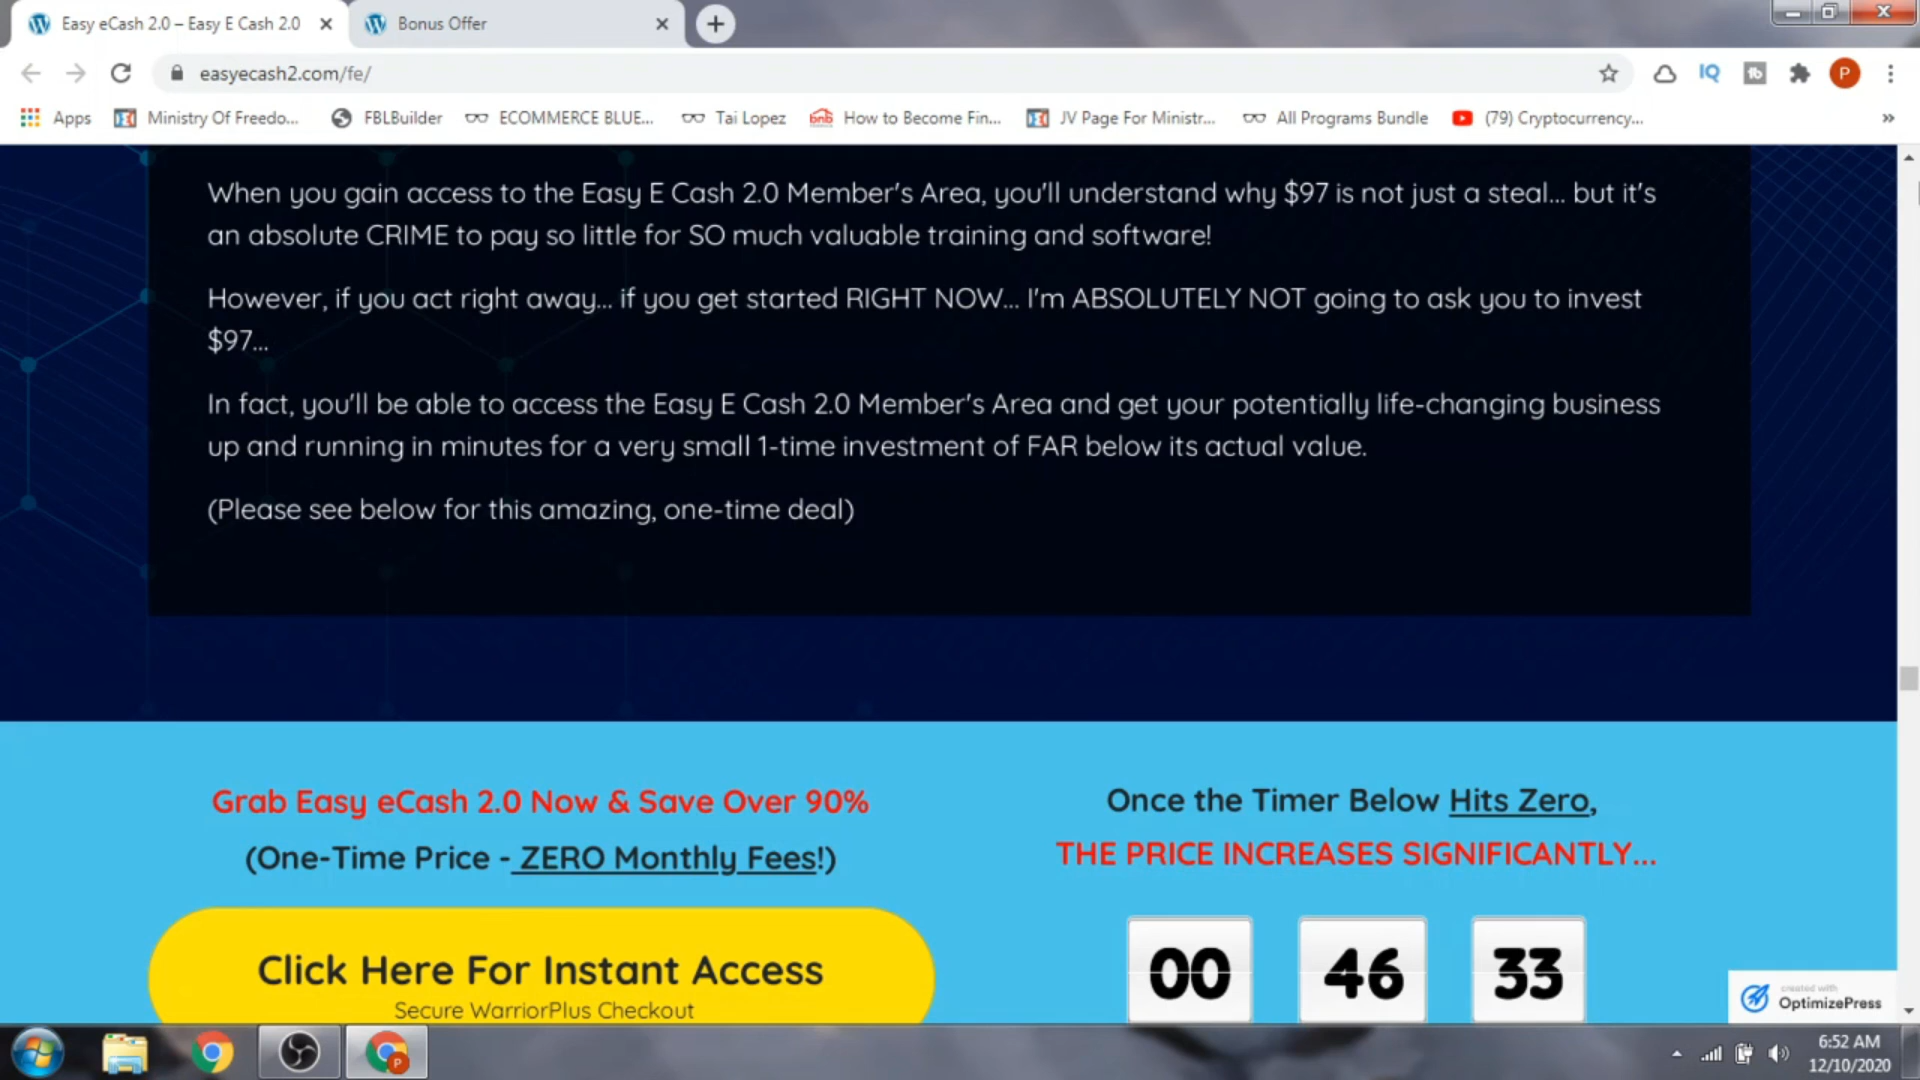 Easy eCash 2.0 – Easy E Cash 2.0
Bonus Offer
easyecash2.com/fe/
IQ
tb
P
Apps
Ministry Of Freedo...
FBLBuilder
ECOMMERCE BLUE...
Tai Lopez
bnb
How to Become Fin...
JV Page For Ministr...
All Programs Bundle
(79) Cryptocurrency...
When you gain access to the Easy E Cash 2.0 Member's Area, you'll understand why $97 is not just a steal... but it's
an absolute CRIME to pay so little for SO much valuable training and software!
However, if you act right away... if you get started RIGHT NOW... I'm ABSOLUTELY NOT going to ask you to invest
$97...
In fact, you'll be able to access the Easy E Cash 2.0 Member's Area and get your potentially life-changing business
up and running in minutes for a very small 1-time investment of FAR below its actual value.
(Please see below for this amazing, one-time deal)
Grab Easy eCash 2.0 Now & Save Over 90%
(One-Time Price - ZERO Monthly Fees!)
Click Here For Instant Access
Secure WarriorPlus Checkout
Once the Timer Below Hits Zero,
THE PRICE INCREASES SIGNIFICANTLY...
00 46 33
created with
OptimizePress
P
6:52 AM
12/10/2020